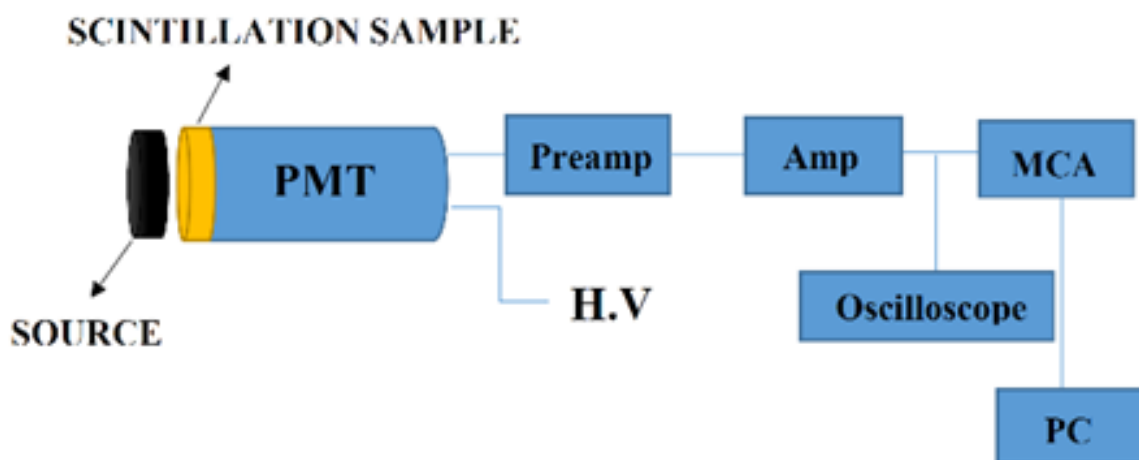 SCINTILLATION SAMPLE
PMT
Preamp
Amp
MCA
H.V
Oscilloscope
SOURCE
PC